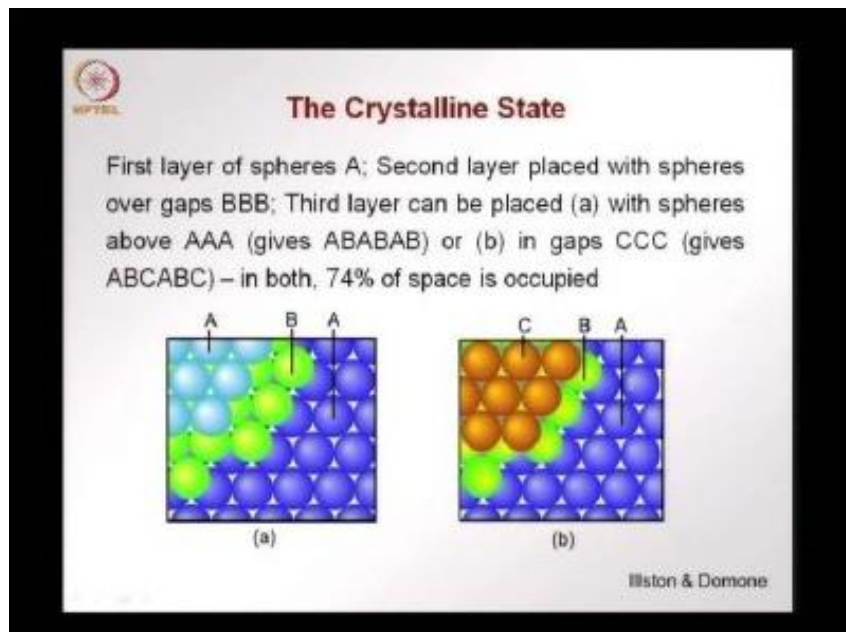 NPTEL
The Crystalline State
First layer of spheres A; Second layer placed with spheres
over gaps BBB; Third layer can be placed (a) with spheres
above AAA (gives ABABAB) or (b) in gaps CCC (gives
ABCABC) – in both, 74% of space is occupied
A B A
C B A
(a)
(b)
Illston & Domone